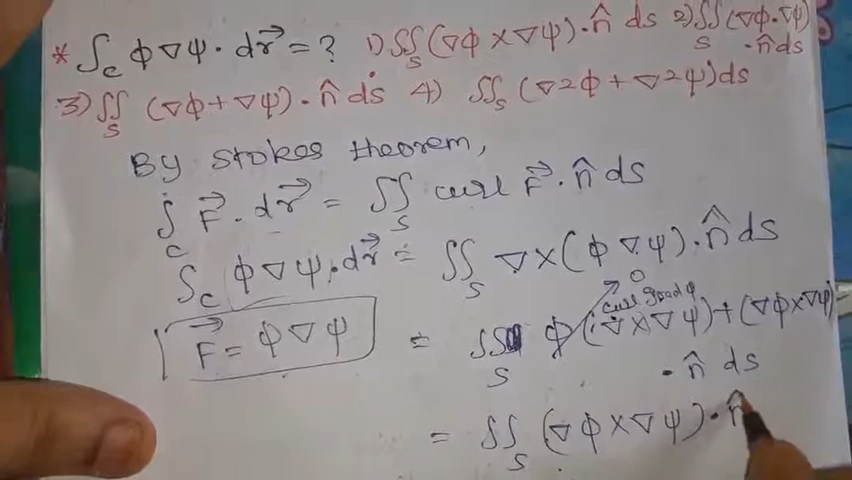 * ∫c ϕ∇ψ · dr⃗ = ? 1) ∬s (∇ϕ × ∇ψ) · n̂ ds 2) ∬s (∇ϕ · ∇ψ) · n̂ ds
3) ∬s (∇ϕ + ∇ψ) · n̂ ds 4) ∬s (∇2ϕ + ∇2ψ) ds
By Stokes theorem,
∫c F⃗ · dr⃗ = ∬s curl F⃗ · n̂ ds
∫c ϕ∇ψ · dr⃗ = ∬s ∇×(ϕ∇ψ) · n̂ ds
F⃗ = ϕ∇ψ
curl grad φ 0
= ∬s ϕ(∇×∇ψ) + (∇ϕ×∇ψ)
· n̂ ds
= ∬s (∇ϕ×∇ψ) · n̂